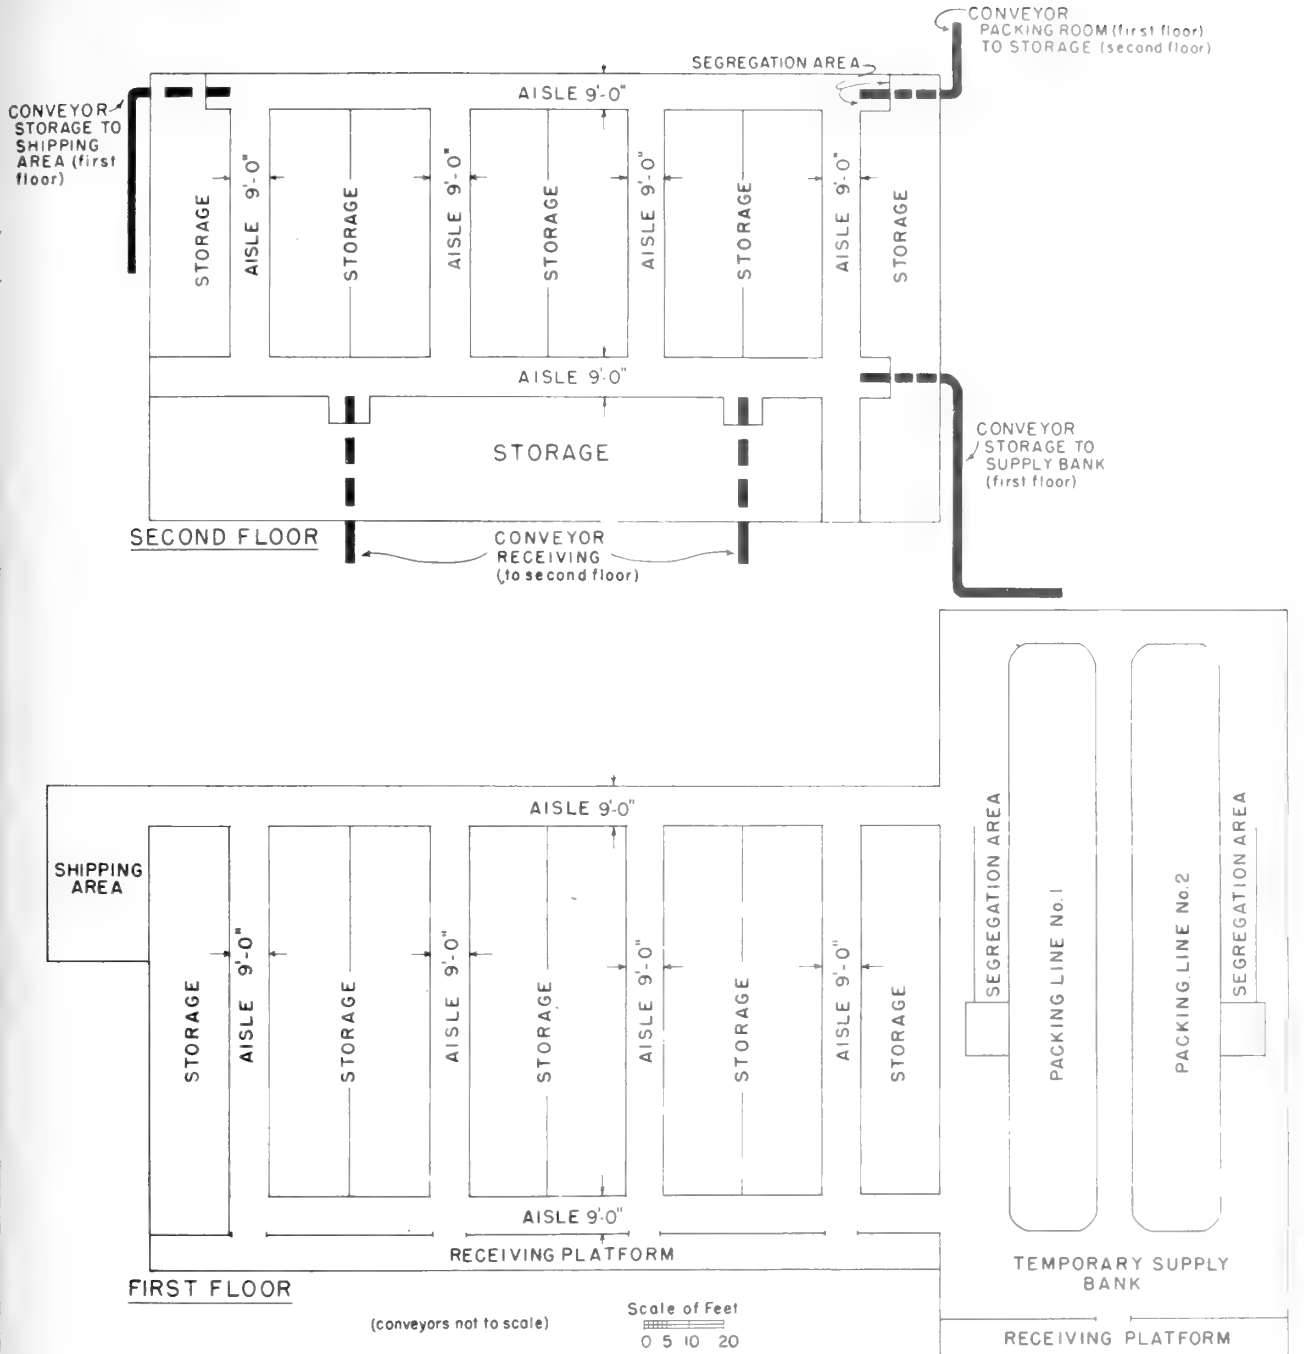 CONVEYOR
PACKING ROOM (first floor)
TO STORAGE (second floor)
SEGREGATION AREA
AISLE 9'-0"
CONVEYOR
STORAGE TO
SHIPPING
AREA (first
floor)
STORAGE
AISLE 9'-0"
STORAGE
AISLE 9'-0"
STORAGE
AISLE 9'-0"
STORAGE
AISLE 9'-0"
STORAGE
AISLE 9'-0"
CONVEYOR
STORAGE TO
SUPPLY BANK
(first floor)
STORAGE
SECOND FLOOR
CONVEYOR
RECEIVING
(to second floor)
AISLE 9'-0"
SHIPPING
AREA
STORAGE
AISLE 9'-0"
STORAGE
AISLE 9'-0"
STORAGE
AISLE 9'-0"
STORAGE
AISLE 9'-0"
STORAGE
SEGREGATION AREA
PACKING LINE No.1
PACKING LINE No.2
SEGREGATION AREA
AISLE 9'-0"
RECEIVING PLATFORM
TEMPORARY SUPPLY
BANK
FIRST FLOOR
(conveyors not to scale)
Scale of Feet
0 5 10 20
RECEIVING PLATFORM